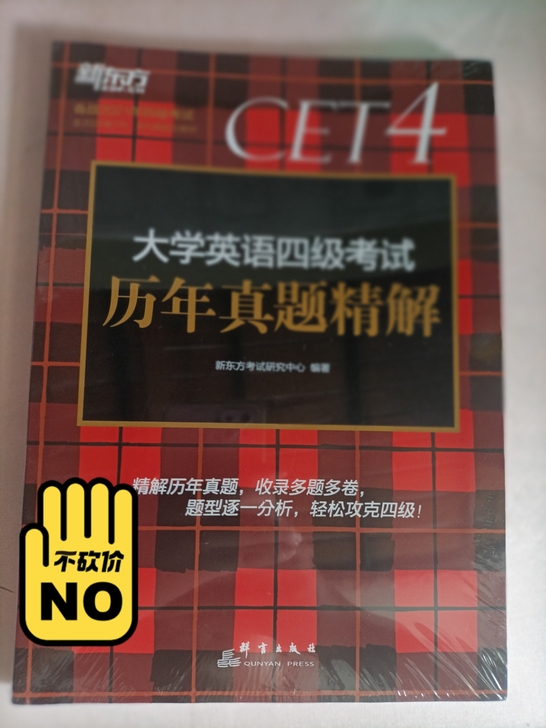 新东方
CET4
大学英语四级考试
历年真题精解
新东方考试研究中心 编著
精解历年真题，收录多题多卷，
题型逐一分析，轻松攻克四级！
不砍价
NO
群言出版社
QUNYAN PRESS